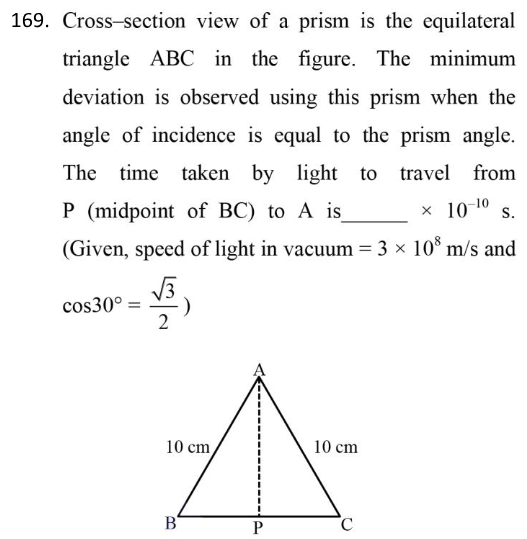 169. Cross–section view of a prism is the equilateral
triangle ABC in the figure. The minimum
deviation is observed using this prism when the
angle of incidence is equal to the prism angle.
The time taken by light to travel from
P (midpoint of BC) to A is______ × 10⁻¹⁰ s.
(Given, speed of light in vacuum = 3 × 10⁸ m/s and
cos30° = √3/2 )
A
10 cm 10 cm
B P C